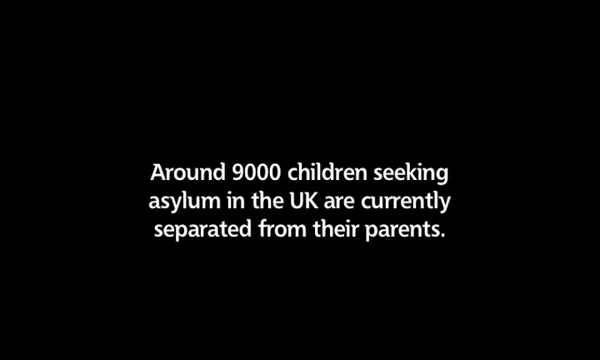 Around 9000 children seeking
asylum in the UK are currently
separated from their parents.